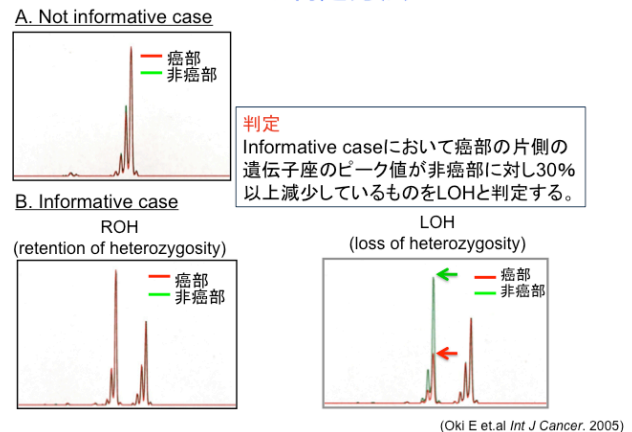 A. Not informative case
癌部
非癌部
判定
Informative caseにおいて癌部の片側の
遺伝子座のピーク値が非癌部に対し30%
以上減少しているものをLOHと判定する。
B. Informative case
ROH
(retention of heterozygosity)
癌部
非癌部
LOH
(loss of heterozygosity)
癌部
非癌部
(Oki E et.al Int J Cancer. 2005)